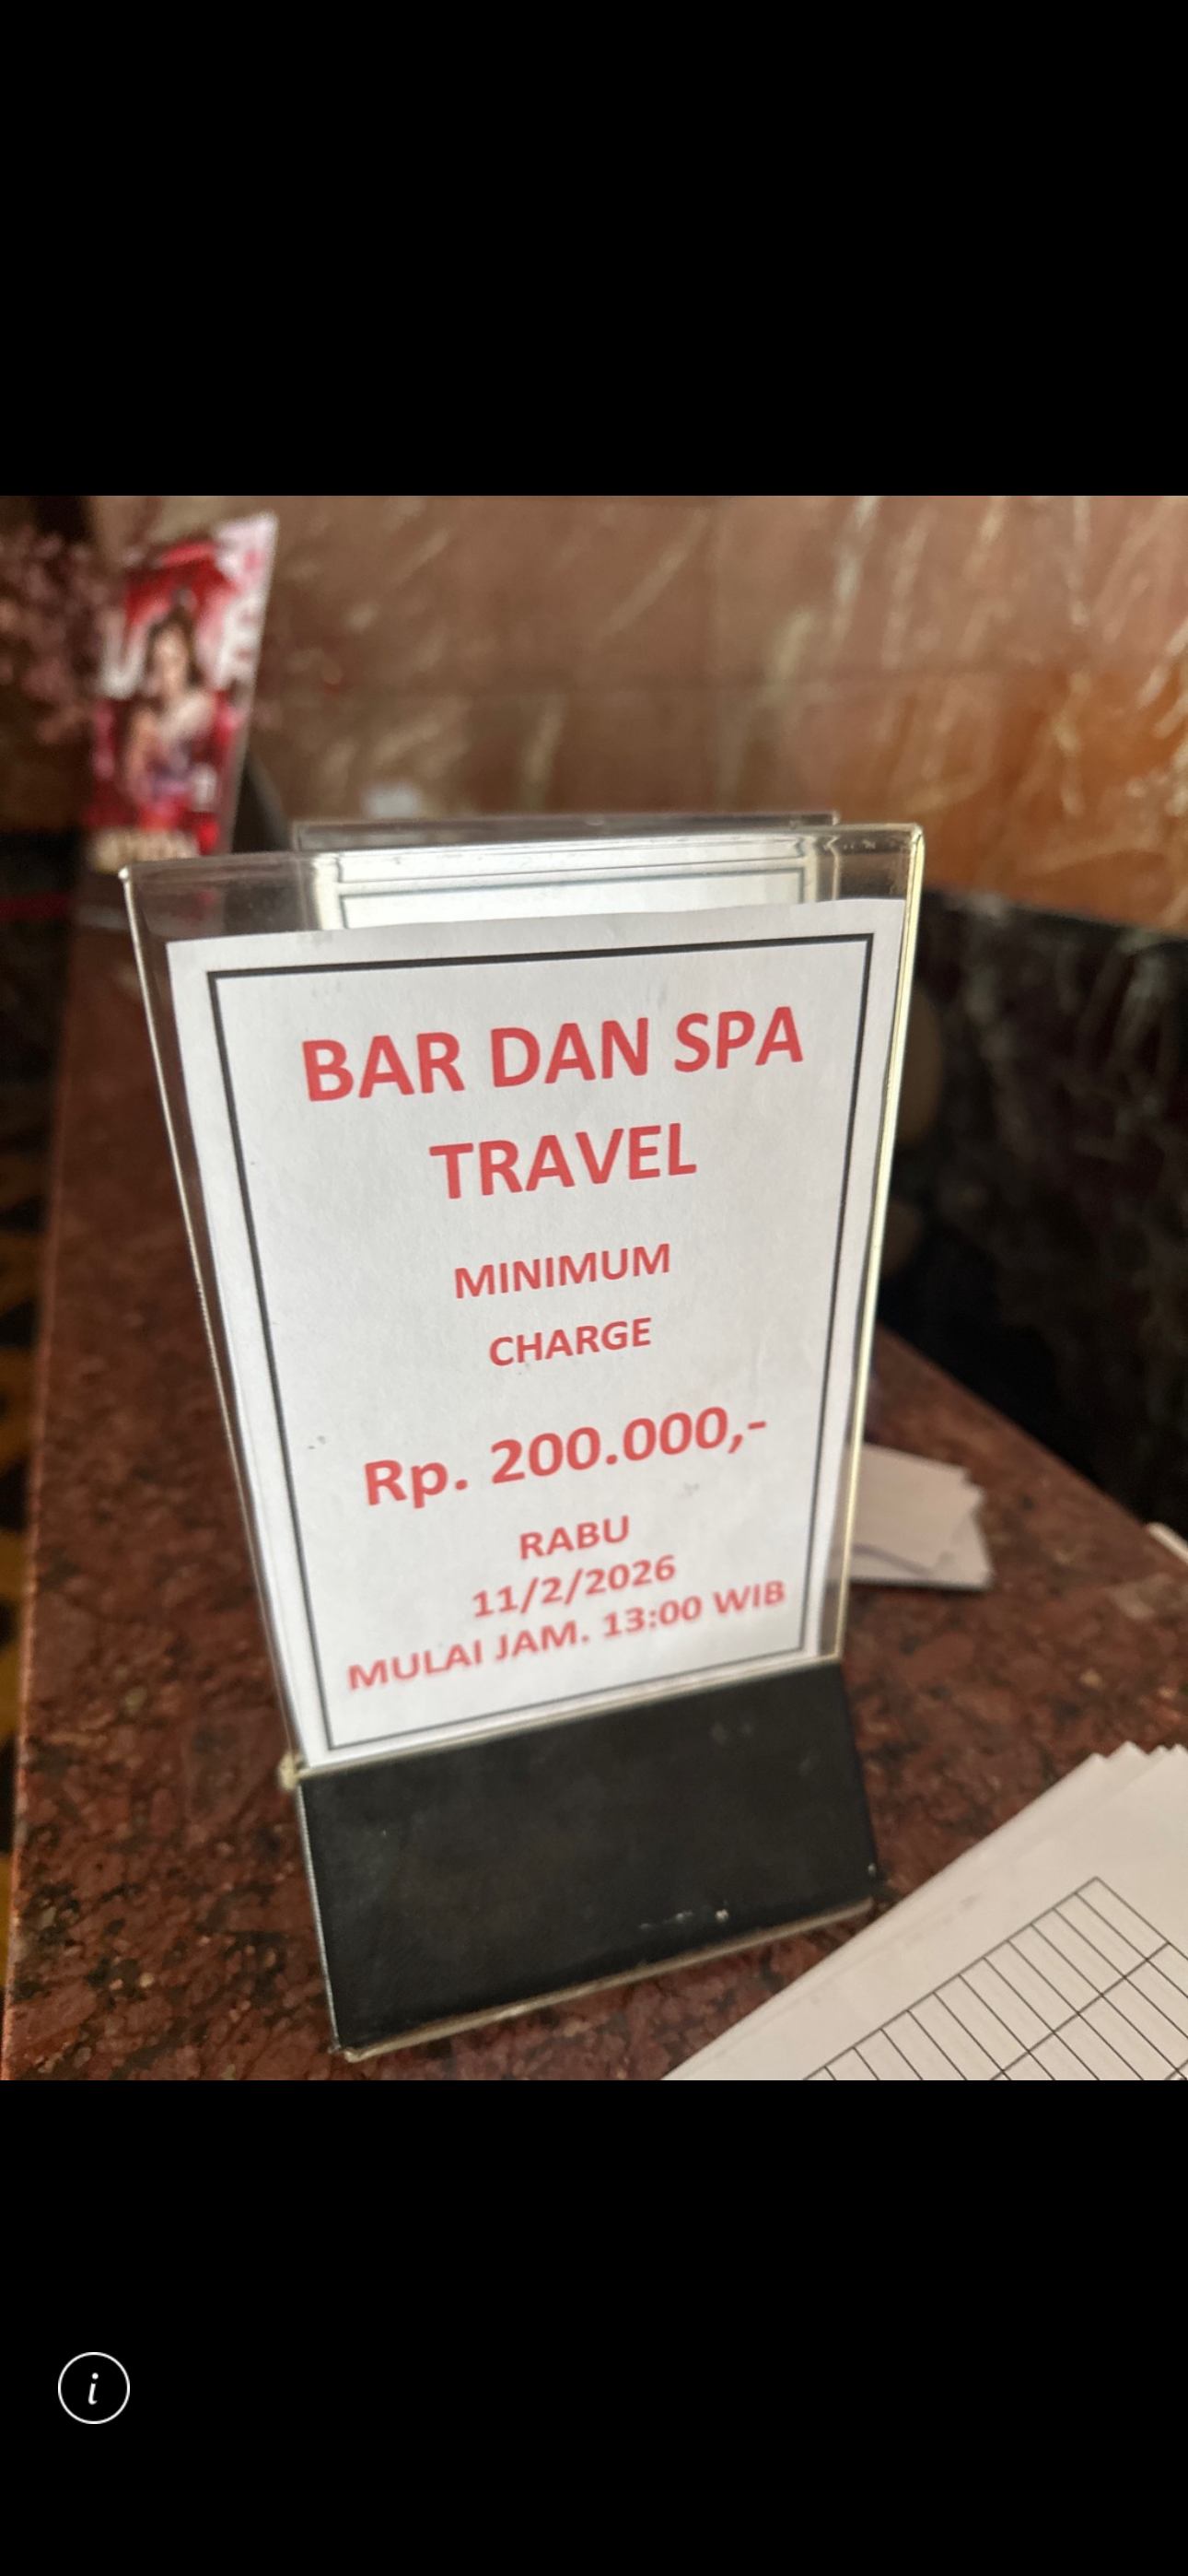 BAR DAN SPA
TRAVEL
MINIMUM
CHARGE
Rp. 200.000,-
RABU
11/2/2026
MULAI JAM. 13:00 WIB